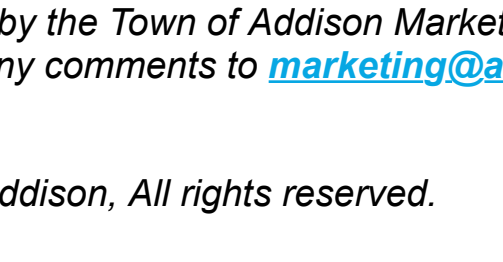 by the Town of Addison Market
ny comments to marketing@a
ddison, All rights reserved.